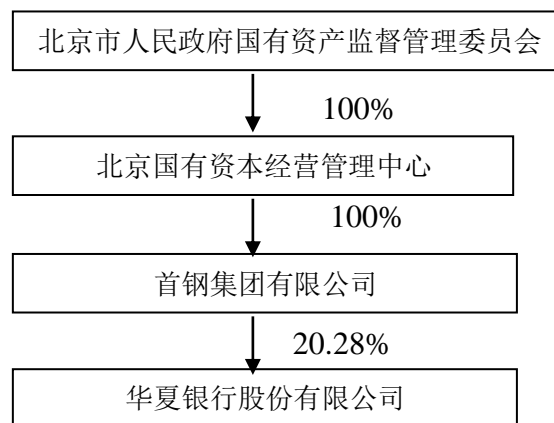 北京市人民政府国有资产监督管理委员会
100%
北京国有资本经营管理中心
100%
首钢集团有限公司
20.28%
华夏银行股份有限公司